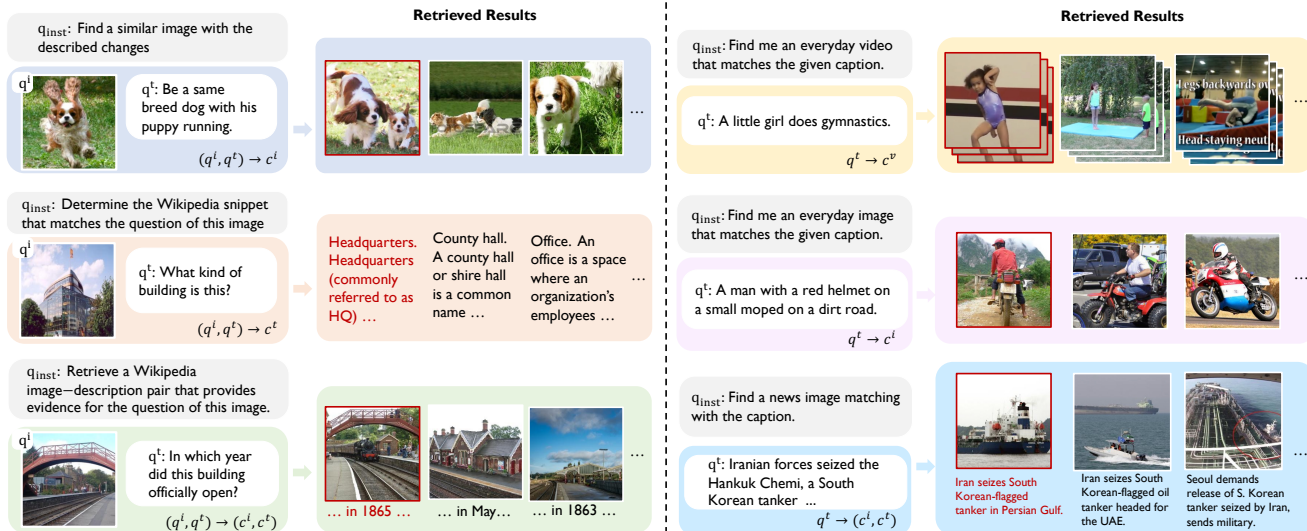 Retrieved Results
q_inst: Find a similar image with the
described changes
q^i
q^t: Be a same
breed dog with his
puppy running.
(q^i, q^t) → c^i
...
q_inst: Determine the Wikipedia snippet
that matches the question of this image
q^i
q^t: What kind of
building is this?
(q^i, q^t) → c^t
Headquarters.
Headquarters
(commonly
referred to as
HQ) ...
County hall.
A county hall
or shire hall
is a common
name ...
Office. An
office is a space
where an
organization's
employees ...
...
q_inst: Retrieve a Wikipedia
image–description pair that provides
evidence for the question of this image.
q^i
q^t: In which year
did this building
officially open?
(q^i, q^t) → (c^i, c^t)
... in 1865 ...
... in May...
... in 1863 ...
...
Retrieved Results
q_inst: Find me an everyday video
that matches the given caption.
q^t: A little girl does gymnastics.
q^t → c^v
Legs backwards ov
Head staying neut
...
q_inst: Find me an everyday image
that matches the given caption.
q^t: A man with a red helmet on
a small moped on a dirt road.
q^t → c^i
...
q_inst: Find a news image matching
with the caption.
q^t: Iranian forces seized the
Hankuk Chemi, a South
Korean tanker ...
q^t → (c^i, c^t)
Iran seizes South
Korean-flagged
tanker in Persian Gulf.
Iran seizes South
Korean-flagged oil
tanker headed for
the UAE.
Seoul demands
release of S. Korean
tanker seized by Iran,
sends military.
...